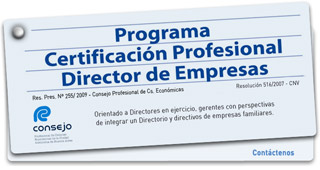 Programa
Certificación Profesional
Director de Empresas
Res. Pres. Nº 255/ 2009 - Consejo Profesional de Cs. Económicas
Resolución 516/2007 - CNV
Orientado a Directores en ejercicio, gerentes con perspectivas
de integrar un Directorio y directivos de empresas familiares.
consejo
Contáctenos